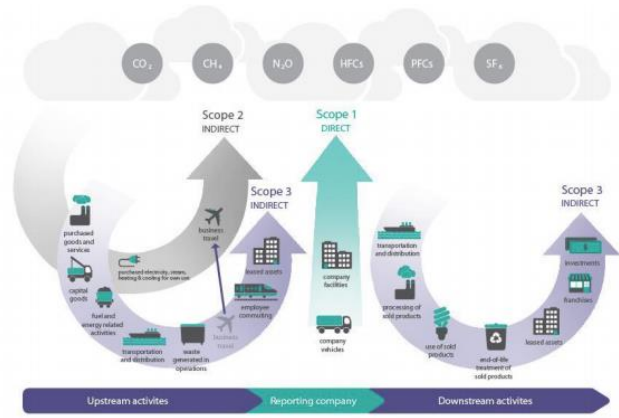 CO₂
CH₄
N₂O
HFCs
PFCs
SF₆
Scope 2
INDIRECT
Scope 1
DIRECT
Scope 3
INDIRECT
Scope 3
INDIRECT
purchased
goods and
services
capital
goods
fuel and
energy related
activities
transportation
and distribution
waste
generated in
operations
purchased electricity, steam,
heating & cooling for own use
business
travel
business
travel
employee
commuting
leased assets
company
facilities
company
vehicles
transportation
and distribution
processing of
sold products
use of sold
products
end-of-life
treatment of
sold products
leased assets
franchises
investments
Upstream activites
Reporting company
Downstream activites